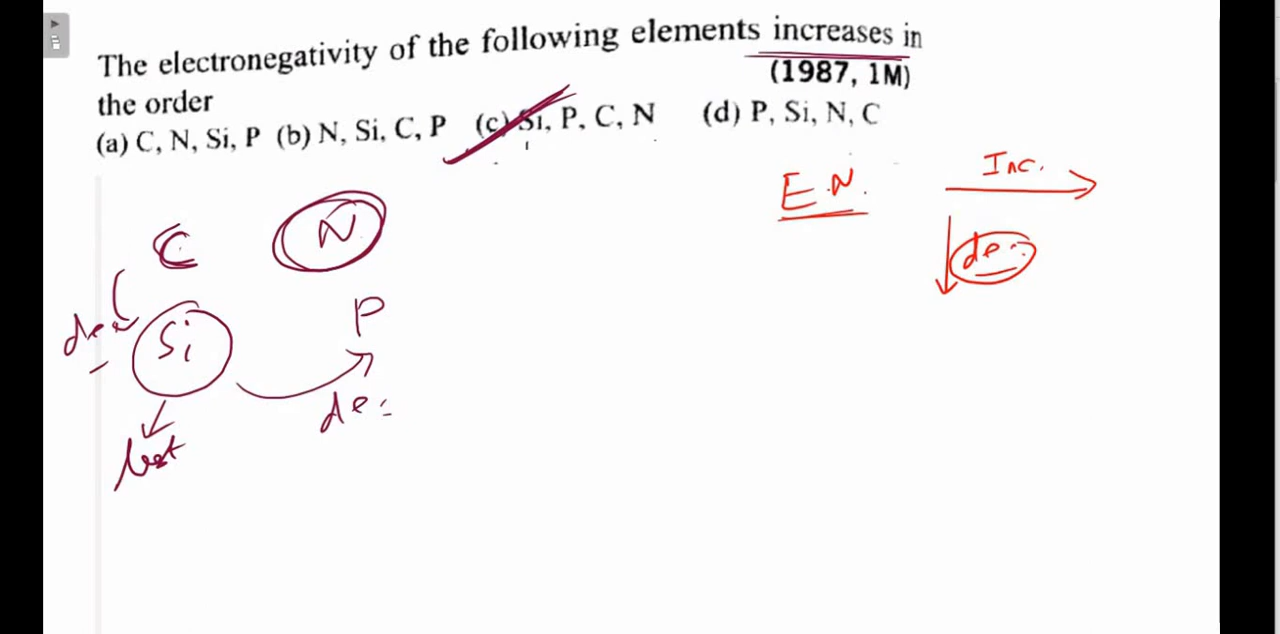 The electronegativity of the following elements increases in
(1987, 1M)
the order
(a) C, N, Si, P (b) N, Si, C, P (c) Si, P, C, N (d) P, Si, N, C
E.N. Inc.
de.
C N
Si P
de: